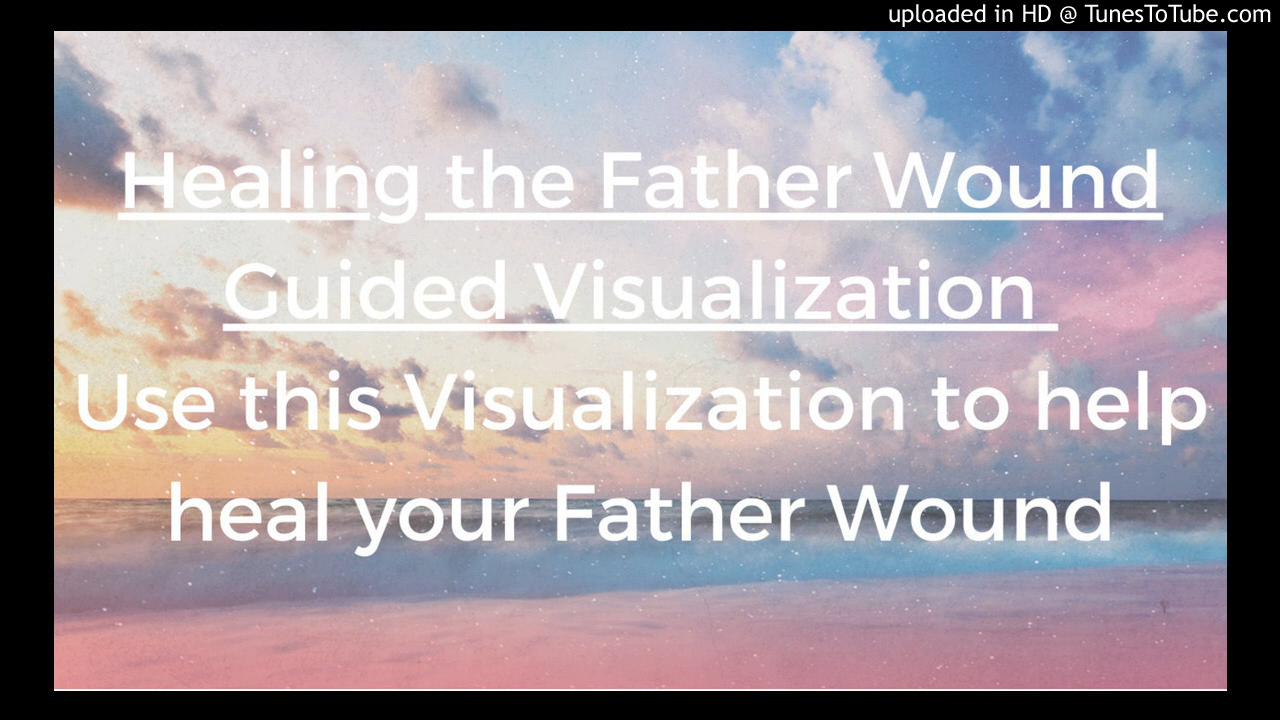 uploaded in HD @ TunesToTube.com
Healing the Father Wound
Guided Visualization
Use this Visualization to help
heal your Father Wound